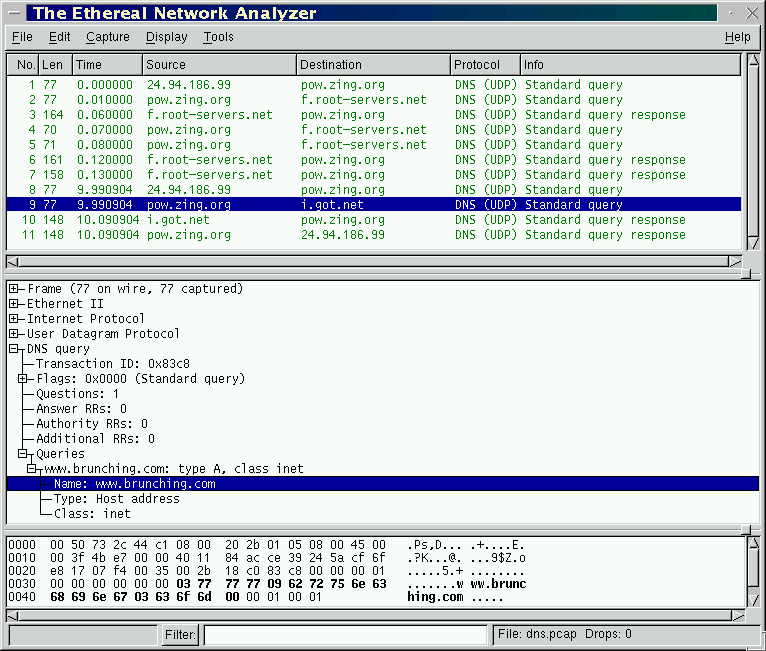 The Ethereal Network Analyzer
File Edit Capture Display Tools Help
No. Len Time Source Destination Protocol Info
1 77 0.000000 24.94.186.99 pow.zing.org DNS (UDP) Standard query
2 77 0.010000 pow.zing.org f.root-servers.net DNS (UDP) Standard query
3 164 0.060000 f.root-servers.net pow.zing.org DNS (UDP) Standard query response
4 70 0.070000 pow.zing.org f.root-servers.net DNS (UDP) Standard query
5 71 0.080000 pow.zing.org f.root-servers.net DNS (UDP) Standard query
6 161 0.120000 f.root-servers.net pow.zing.org DNS (UDP) Standard query response
7 158 0.130000 f.root-servers.net pow.zing.org DNS (UDP) Standard query response
8 77 9.990904 24.94.186.99 pow.zing.org DNS (UDP) Standard query
9 77 9.990904 pow.zing.org i.got.net DNS (UDP) Standard query
10 148 10.090904 i.got.net pow.zing.org DNS (UDP) Standard query response
11 148 10.090904 pow.zing.org 24.94.186.99 DNS (UDP) Standard query response
Frame (77 on wire, 77 captured)
Ethernet II
Internet Protocol
User Datagram Protocol
DNS query
Transaction ID: 0x83c8
Flags: 0x0000 (Standard query)
Questions: 1
Answer RRs: 0
Authority RRs: 0
Additional RRs: 0
Queries
www.brunching.com: type A, class inet
Name: www.brunching.com
Type: Host address
Class: inet
0000 00 50 73 2c 44 c1 08 00 20 2b 01 05 08 00 45 00 .Ps,D... .+....E.
0010 00 3f 4b e7 00 00 40 11 84 ac ce 39 24 5a cf 6f .?K...@. ...9$Z.o
0020 e8 17 07 f4 00 35 00 2b 18 c0 83 c8 00 00 00 01 .....5.+ ........
0030 00 00 00 00 00 00 03 77 77 77 09 62 72 75 6e 63 .......w ww.brunc
0040 68 69 6e 67 03 63 6f 6d 00 00 01 00 01 hing.com .....
Filter: File: dns.pcap Drops: 0